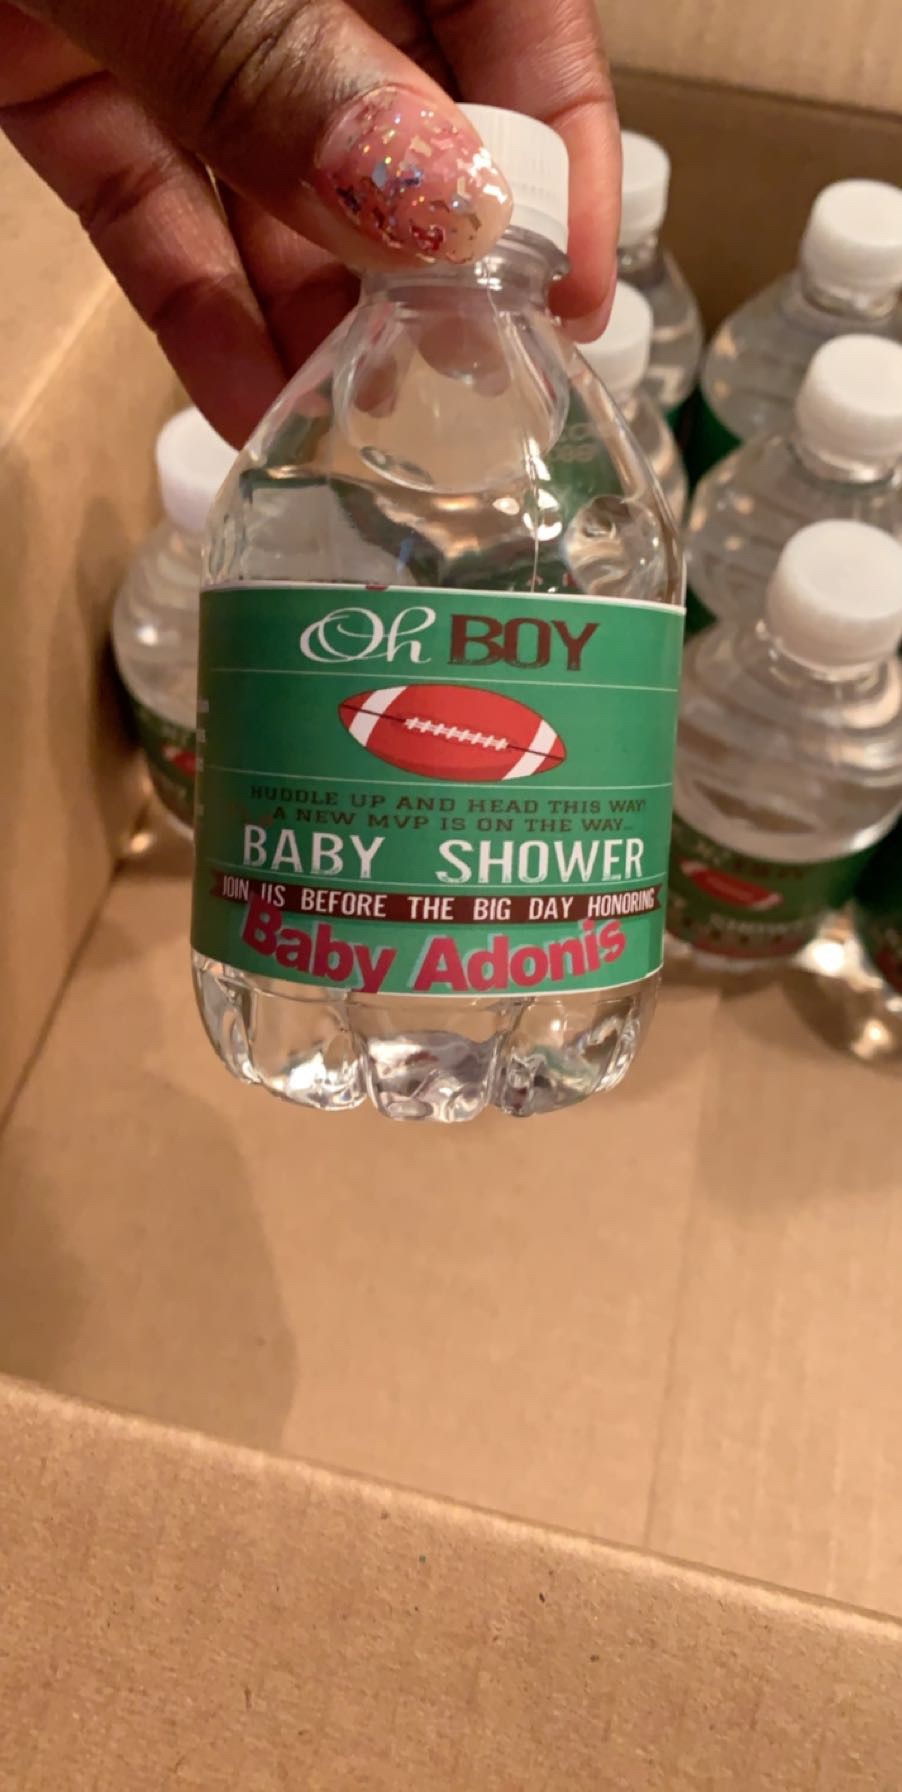 Oh BOY
HUDDLE UP AND HEAD THIS WAY!
A NEW MVP IS ON THE WAY...
BABY SHOWER
JOIN US BEFORE THE BIG DAY HONORING
Baby Adonis
SHOWER